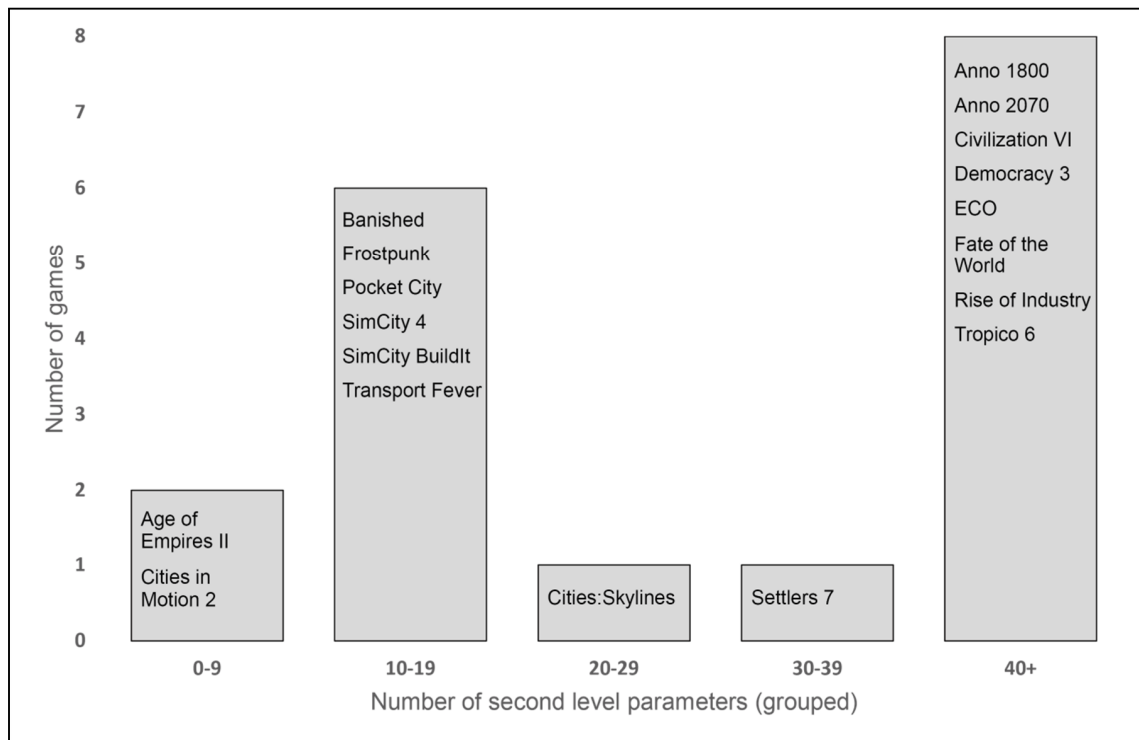 8
7
6
5
4
3
2
1
0
Number of games
Age of
Empires II
Cities in
Motion 2
Banished
Frostpunk
Pocket City
SimCity 4
SimCity BuildIt
Transport Fever
Cities:Skylines
Settlers 7
Anno 1800
Anno 2070
Civilization VI
Democracy 3
ECO
Fate of the
World
Rise of Industry
Tropico 6
0-9
10-19
20-29
30-39
40+
Number of second level parameters (grouped)